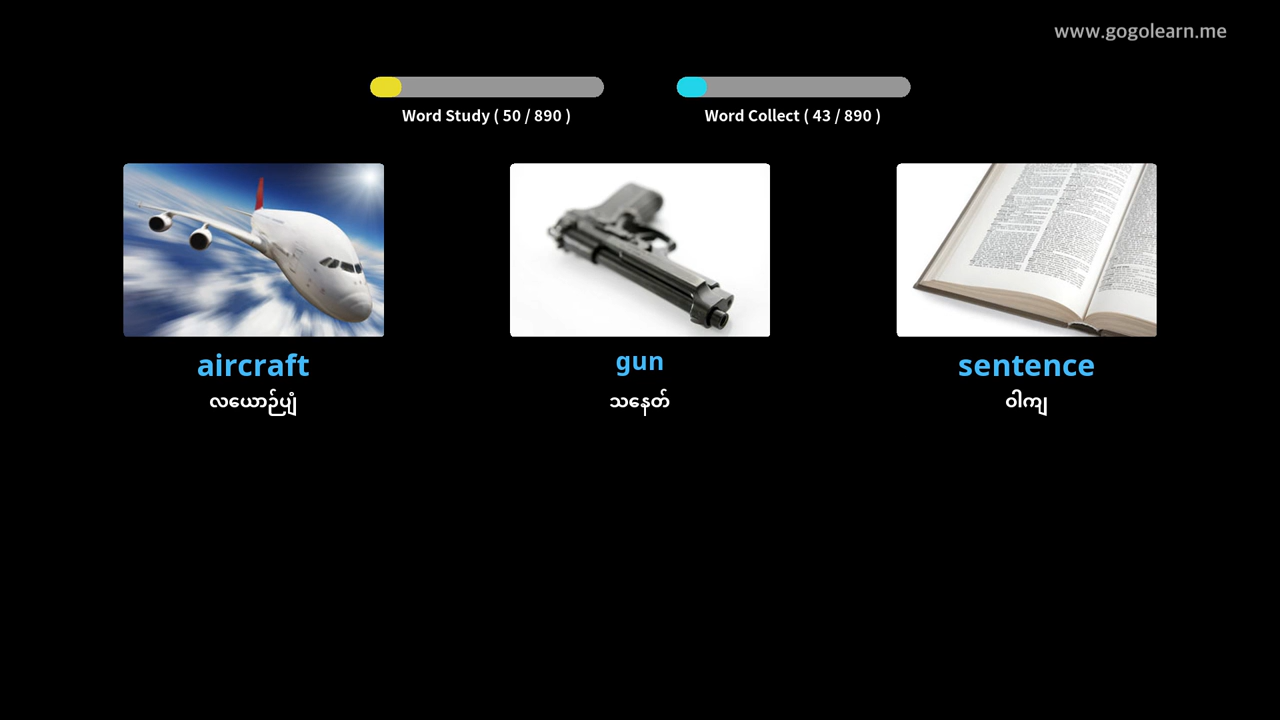 www.gogolearn.me
Word Study ( 50 / 890 )
Word Collect ( 43 / 890 )
aircraft
လယောဉ်ပျံ
gun
သနေတ်
sentence
ဝါကျ